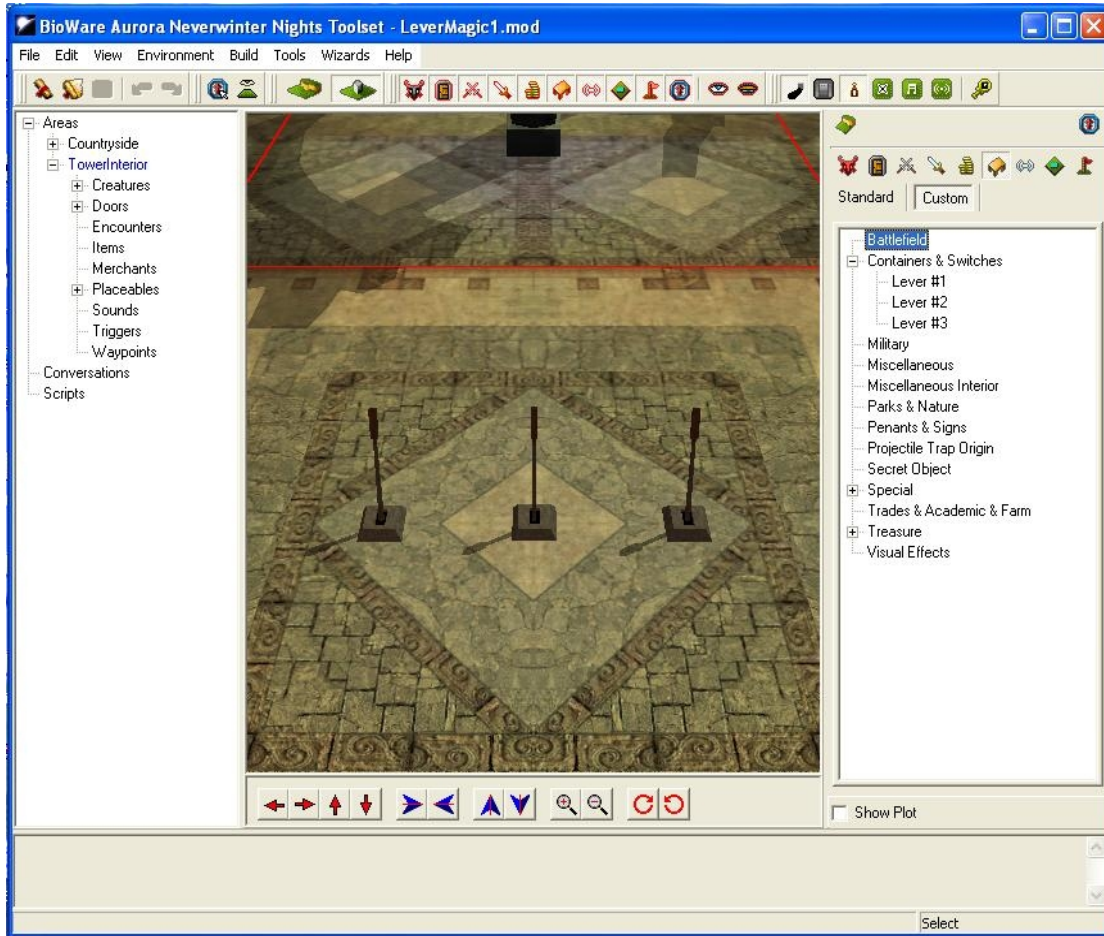 BioWare Aurora Neverwinter Nights Toolset - LeverMagic1.mod
File Edit View Environment Build Tools Wizards Help
Areas
Countryside
TowerInterior
Creatures
Doors
Encounters
Items
Merchants
Placeables
Sounds
Triggers
Waypoints
Conversations
Scripts
Standard Custom
Battlefield
Containers & Switches
Lever #1
Lever #2
Lever #3
Military
Miscellaneous
Miscellaneous Interior
Parks & Nature
Penants & Signs
Projectile Trap Origin
Secret Object
Special
Trades & Academic & Farm
Treasure
Visual Effects
Show Plot
Select